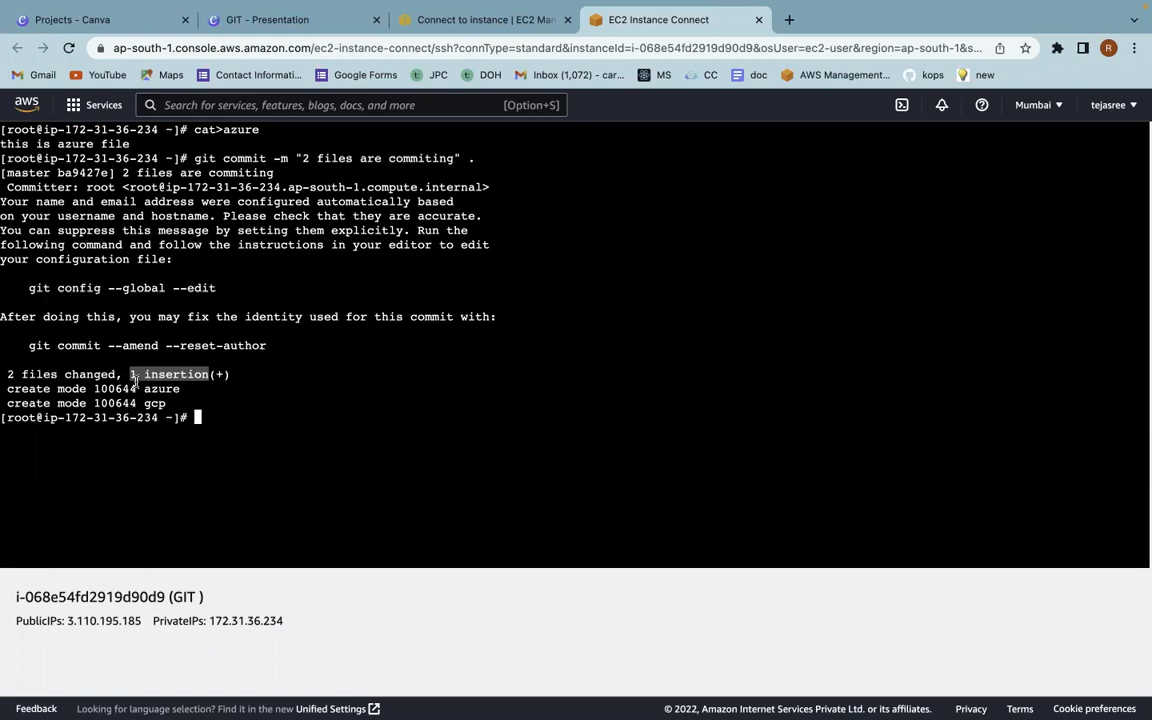 Projects - Canva
GIT - Presentation
Connect to instance | EC2 Man
EC2 Instance Connect
ap-south-1.console.aws.amazon.com/ec2-instance-connect/ssh?connType=standard&instanceId=i-068e54fd2919d90d9&osUser=ec2-user&region=ap-south-1&s...
R
Gmail YouTube Maps Contact Informati... Google Forms JPC DOH Inbox (1,072) - car... MS CC doc AWS Management... kops new
aws Services Search for services, features, blogs, docs, and more [Option+S] Mumbai tejasree
[root@ip-172-31-36-234 ~]# cat>azure
this is azure file
[root@ip-172-31-36-234 ~]# git commit -m "2 files are commiting" .
[master ba9427e] 2 files are commiting
Committer: root <root@ip-172-31-36-234.ap-south-1.compute.internal>
Your name and email address were configured automatically based
on your username and hostname. Please check that they are accurate.
You can suppress this message by setting them explicitly. Run the
following command and follow the instructions in your editor to edit
your configuration file:
git config --global --edit
After doing this, you may fix the identity used for this commit with:
git commit --amend --reset-author
2 files changed, 1 insertion(+)
create mode 100644 azure
create mode 100644 gcp
[root@ip-172-31-36-234 ~]#
i-068e54fd2919d90d9 (GIT )
PublicIPs: 3.110.195.185 PrivateIPs: 172.31.36.234
Feedback Looking for language selection? Find it in the new Unified Settings © 2022, Amazon Internet Services Private Ltd. or its affiliates. Privacy Terms Cookie preferences